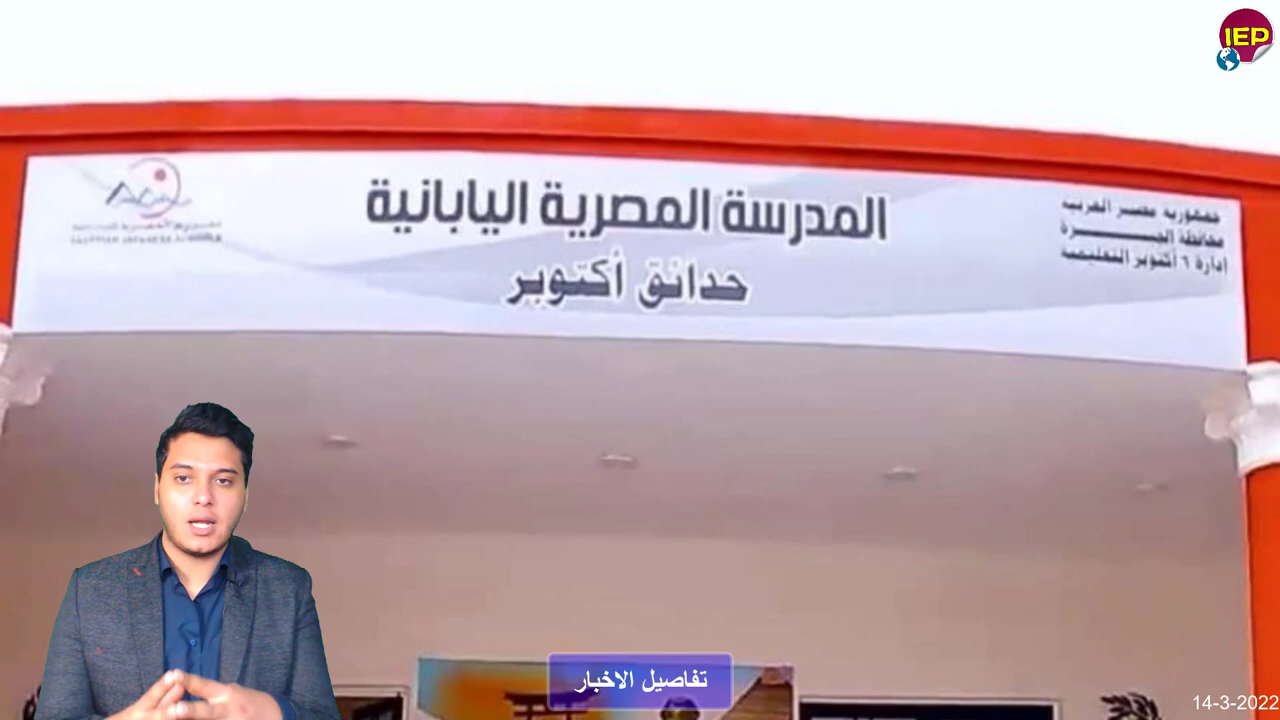 IEP
جمهورية مصر العربية
محافظة الجيزة
إدارة ٦ أكتوبر التعليمية
المدرسة المصرية اليابانية
حدائق أكتوبر
تفاصيل الاخبار
14-3-2022